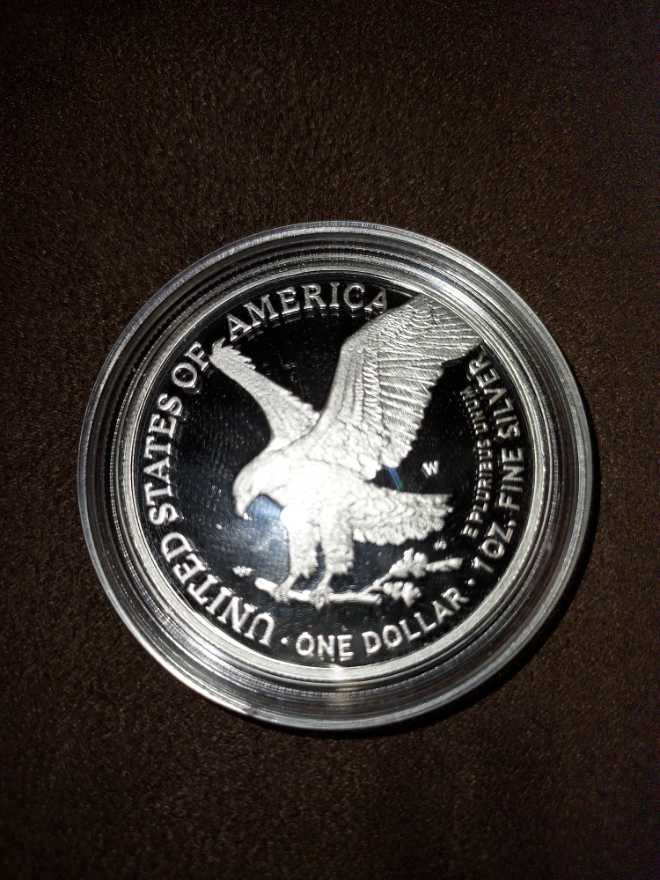 UNITED STATES OF AMERICA
W
E PLURIBUS UNUM
1 OZ. FINE SILVER
ONE DOLLAR